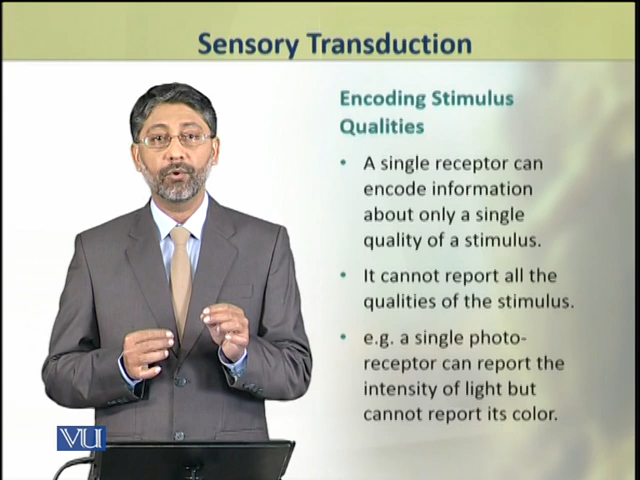 Sensory Transduction
Encoding Stimulus
Qualities
• A single receptor can
encode information
about only a single
quality of a stimulus.
• It cannot report all the
qualities of the stimulus.
• e.g. a single photo-
receptor can report the
intensity of light but
cannot report its color.
VU